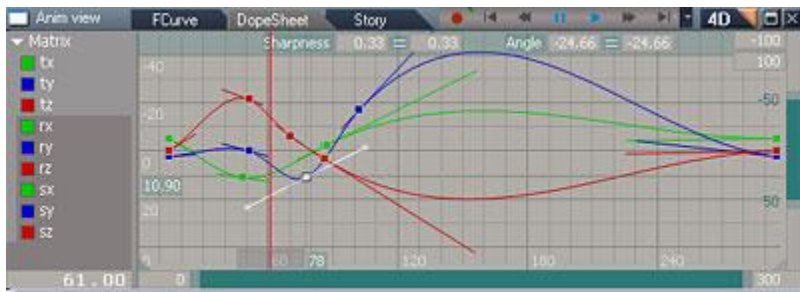 Anim view FCurve DopeSheet Story 4D
Matrix Sharpness 0.33 = 0.33 Angle -24.66 = -24.66 -100
tx 100
ty -40
tz -50
rx -20
ry
rz 0
sx 10,90
sy 20 50
sz
0 60 78 120 180 240
61.00 0 300